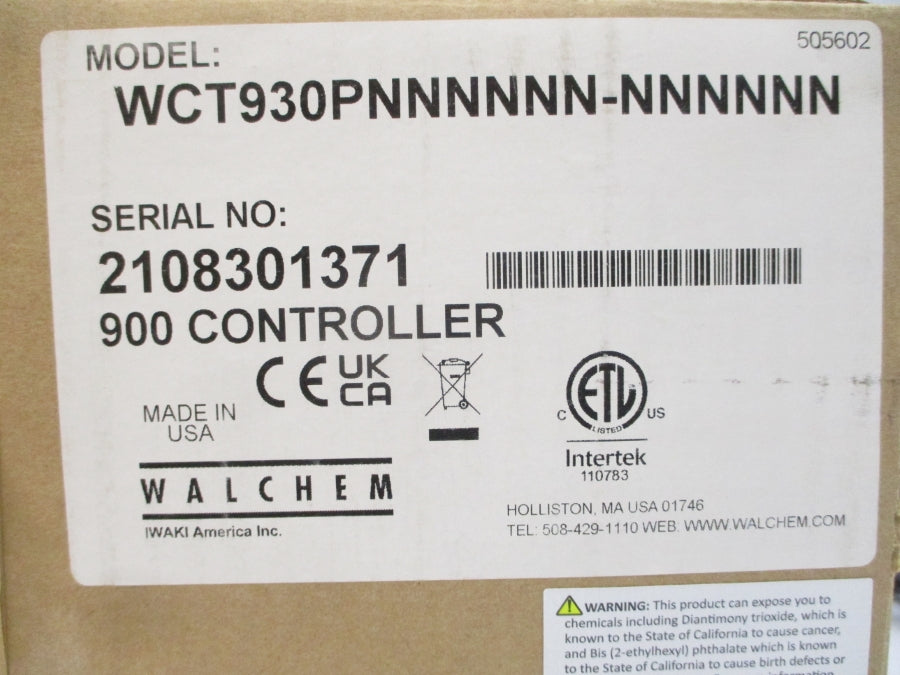 505602
MODEL:
WCT930PNNNNNN-NNNNNN
SERIAL NO:
2108301371
900 CONTROLLER
CE UK
CA
MADE IN
USA
C ETL US
LISTED
Intertek
110783
WALCHEM
IWAKI America Inc.
HOLLISTON, MA USA 01746
TEL: 508-429-1110 WEB: WWW.WALCHEM.COM
WARNING: This product can expose you to
chemicals including Diantimony trioxide, which is
known to the State of California to cause cancer,
and Bis (2-ethylhexyl) phthalate which is known
to the State of California to cause birth defects or